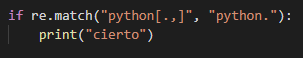 if re.match("python[.,]", "python."):
    print("cierto")